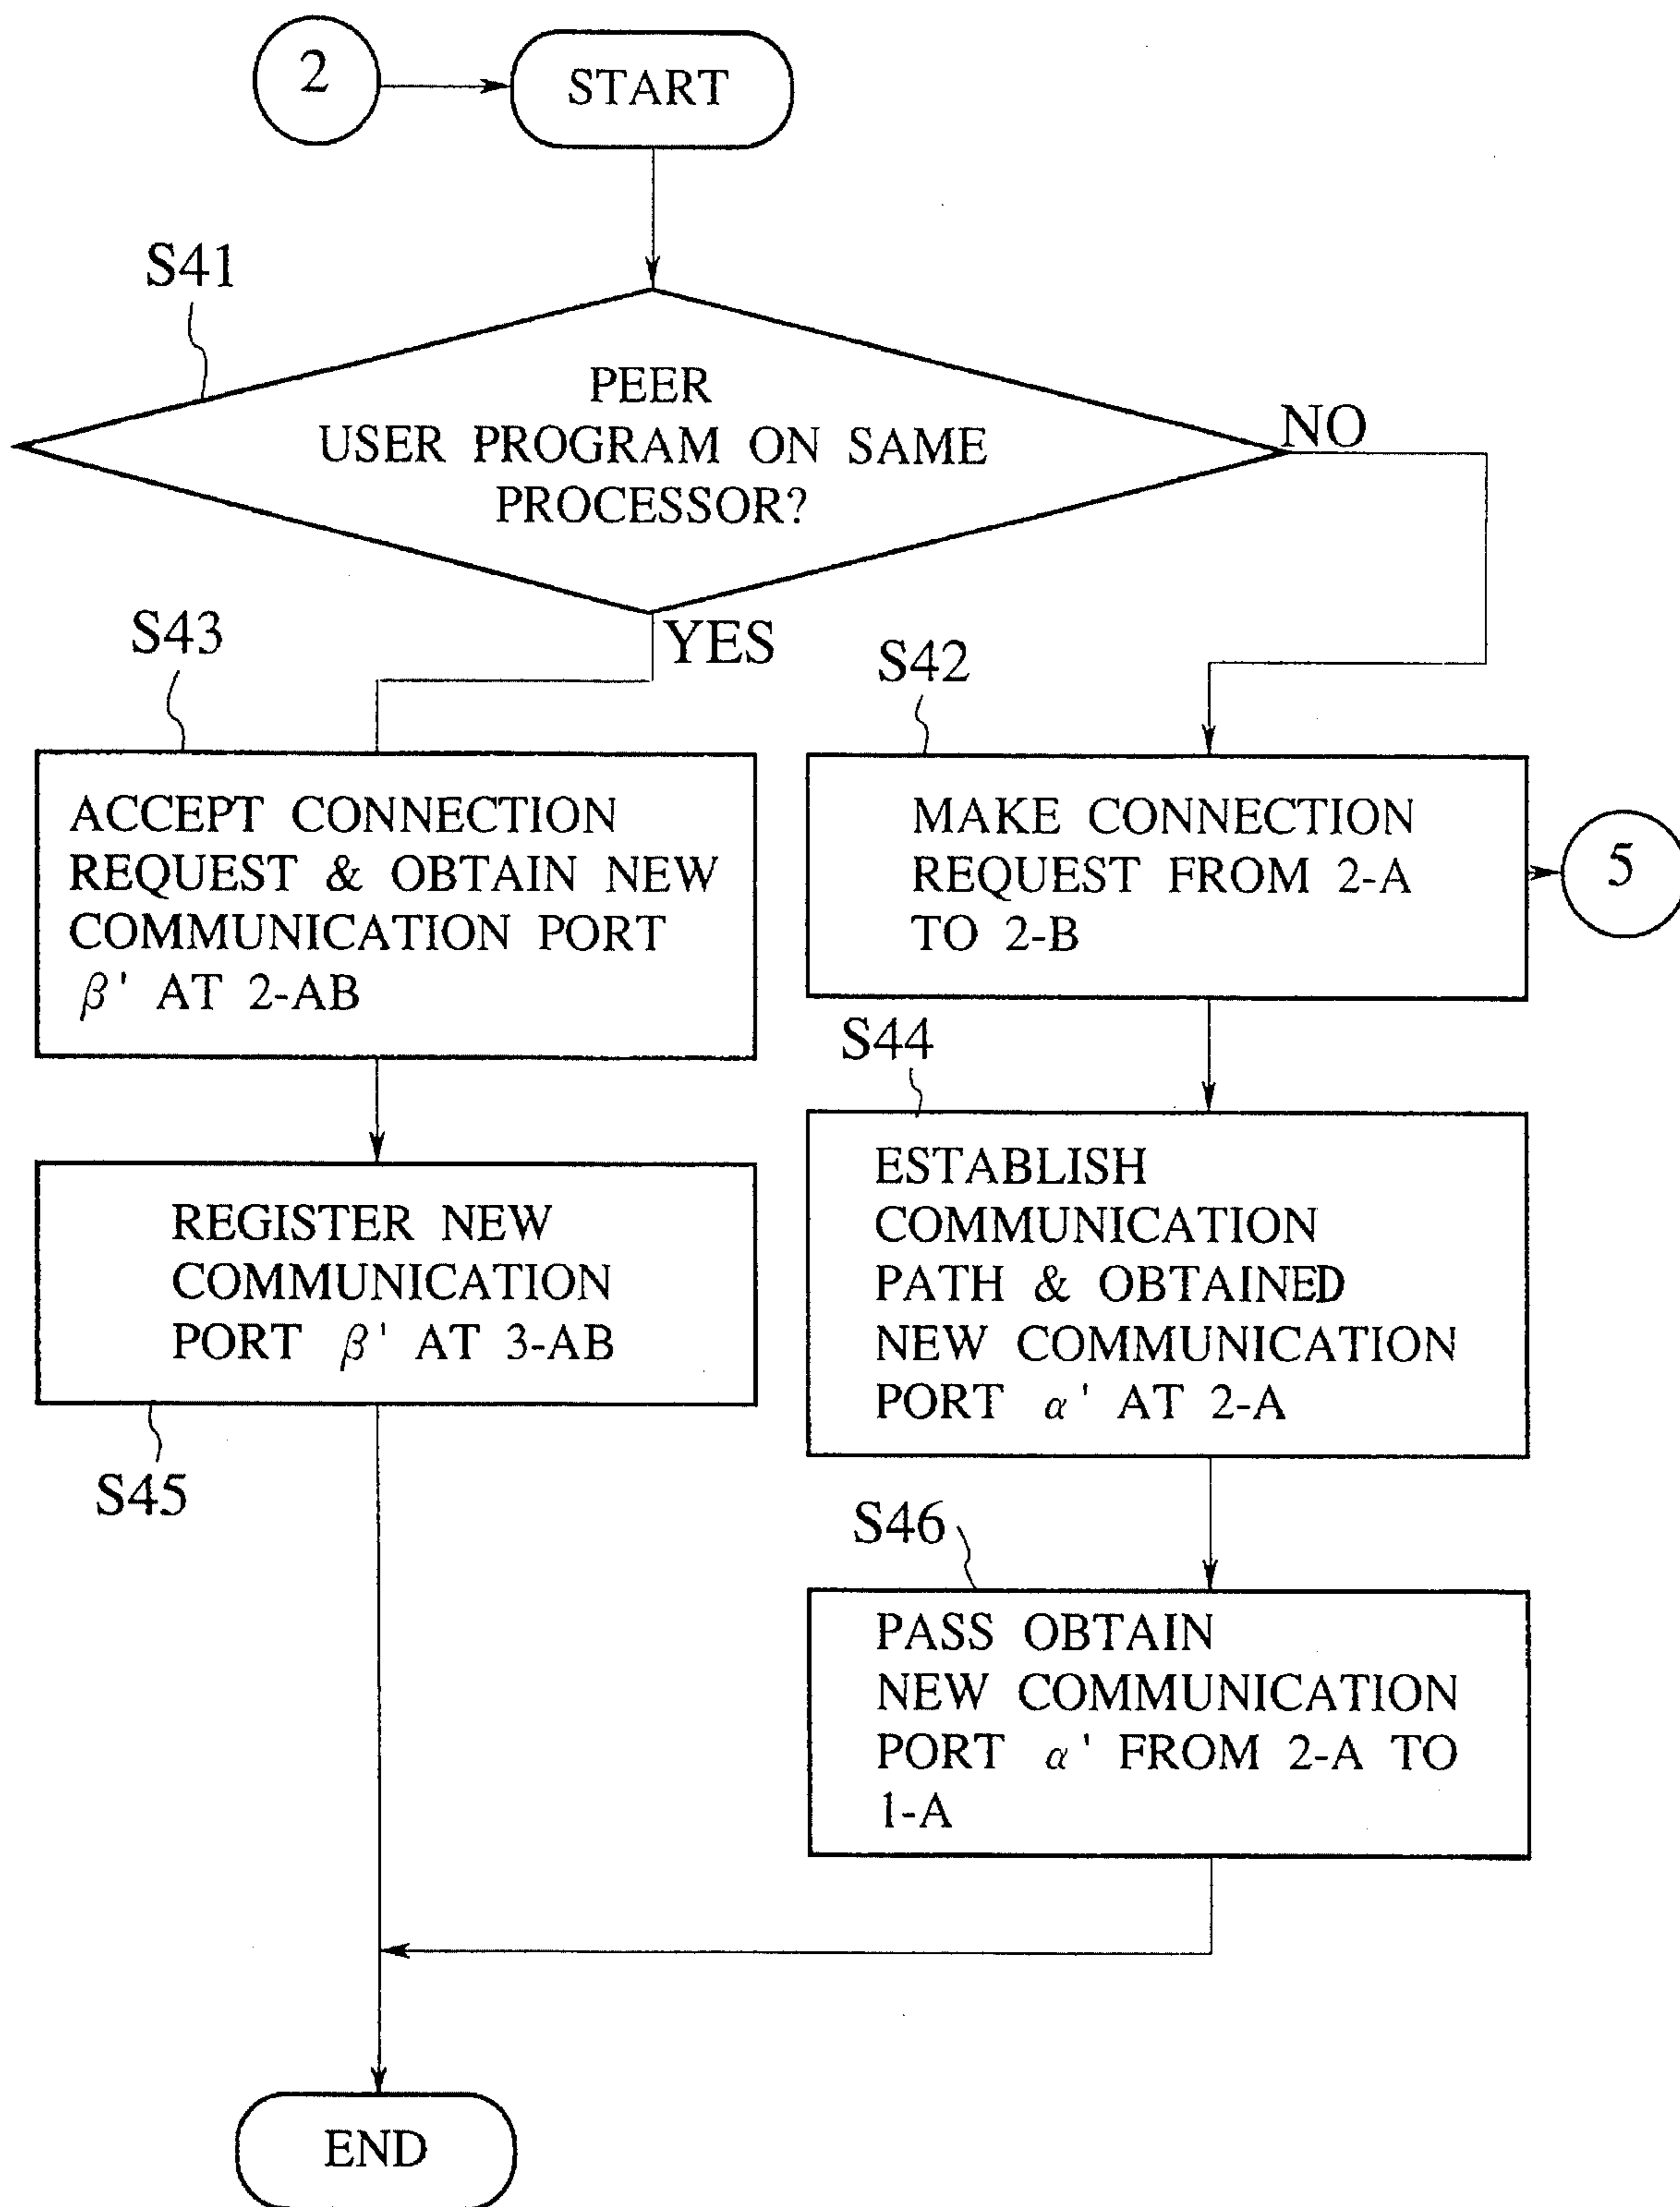 2
START
S41
PEER
USER PROGRAM ON SAME
PROCESSOR?
NO
YES
S43
ACCEPT CONNECTION
REQUEST & OBTAIN NEW
COMMUNICATION PORT
β' AT 2-AB
S42
MAKE CONNECTION
REQUEST FROM 2-A
TO 2-B
5
S44
ESTABLISH
COMMUNICATION
PATH & OBTAINED
NEW COMMUNICATION
PORT α' AT 2-A
REGISTER NEW
COMMUNICATION
PORT β' AT 3-AB
S45
S46
PASS OBTAIN
NEW COMMUNICATION
PORT α' FROM 2-A TO
1-A
END